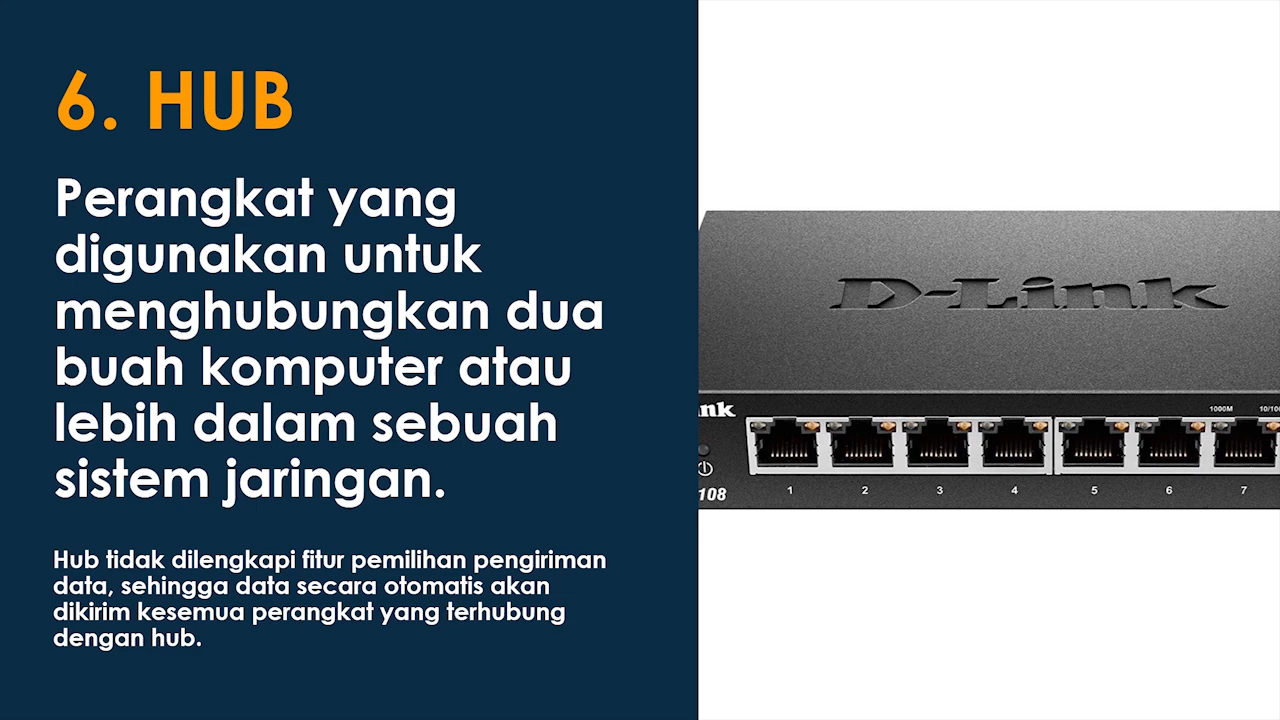 6. HUB
Perangkat yang
digunakan untuk
menghubungkan dua
buah komputer atau
lebih dalam sebuah
sistem jaringan.
Hub tidak dilengkapi fitur pemilihan pengiriman
data, sehingga data secara otomatis akan
dikirim kesemua perangkat yang terhubung
dengan hub.
D-Link
1000M
1 2 3 4 5 6 7
108